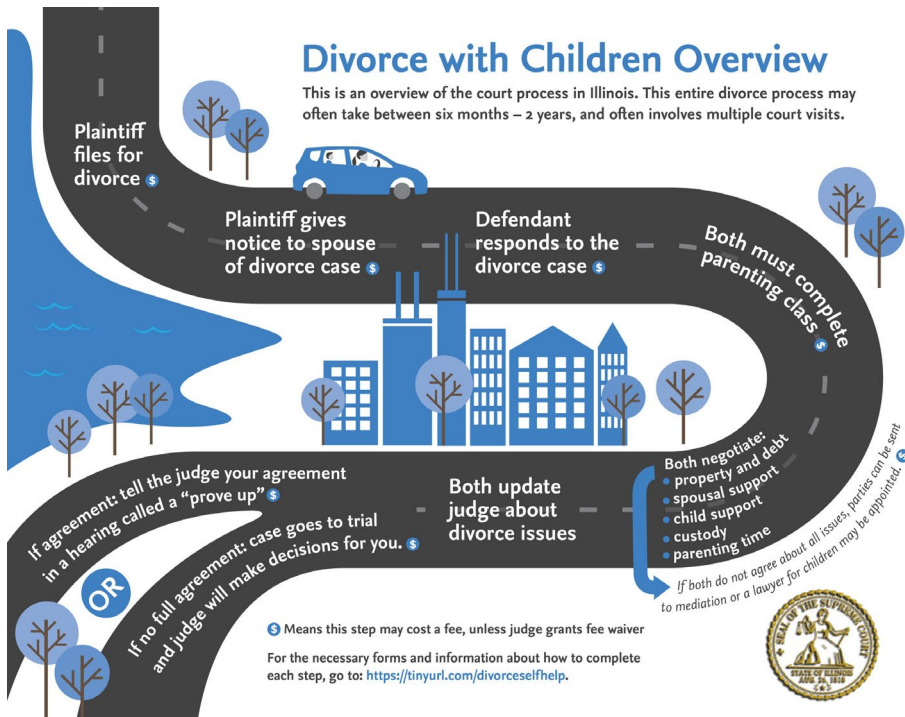 Divorce with Children Overview
This is an overview of the court process in Illinois. This entire divorce process may
often take between six months – 2 years, and often involves multiple court visits.
Plaintiff
files for
divorce $
Plaintiff gives
notice to spouse
of divorce case $
Defendant
responds to the
divorce case $
Both must complete
parenting class $
Both negotiate:
• property and debt
• spousal support
• child support
• custody
• parenting time
If both do not agree about all issues, parties can be sent $
to mediation or a lawyer for children may be appointed.
Both update
judge about
divorce issues
If agreement: tell the judge your agreement
in a hearing called a “prove up” $
OR
If no full agreement: case goes to trial
and judge will make decisions for you. $
$ Means this step may cost a fee, unless judge grants fee waiver
For the necessary forms and information about how to complete
each step, go to: https://tinyurl.com/divorceselfhelp.
SEAL OF THE SUPREME COURT
STATE OF ILLINOIS
AUG. 26, 1818